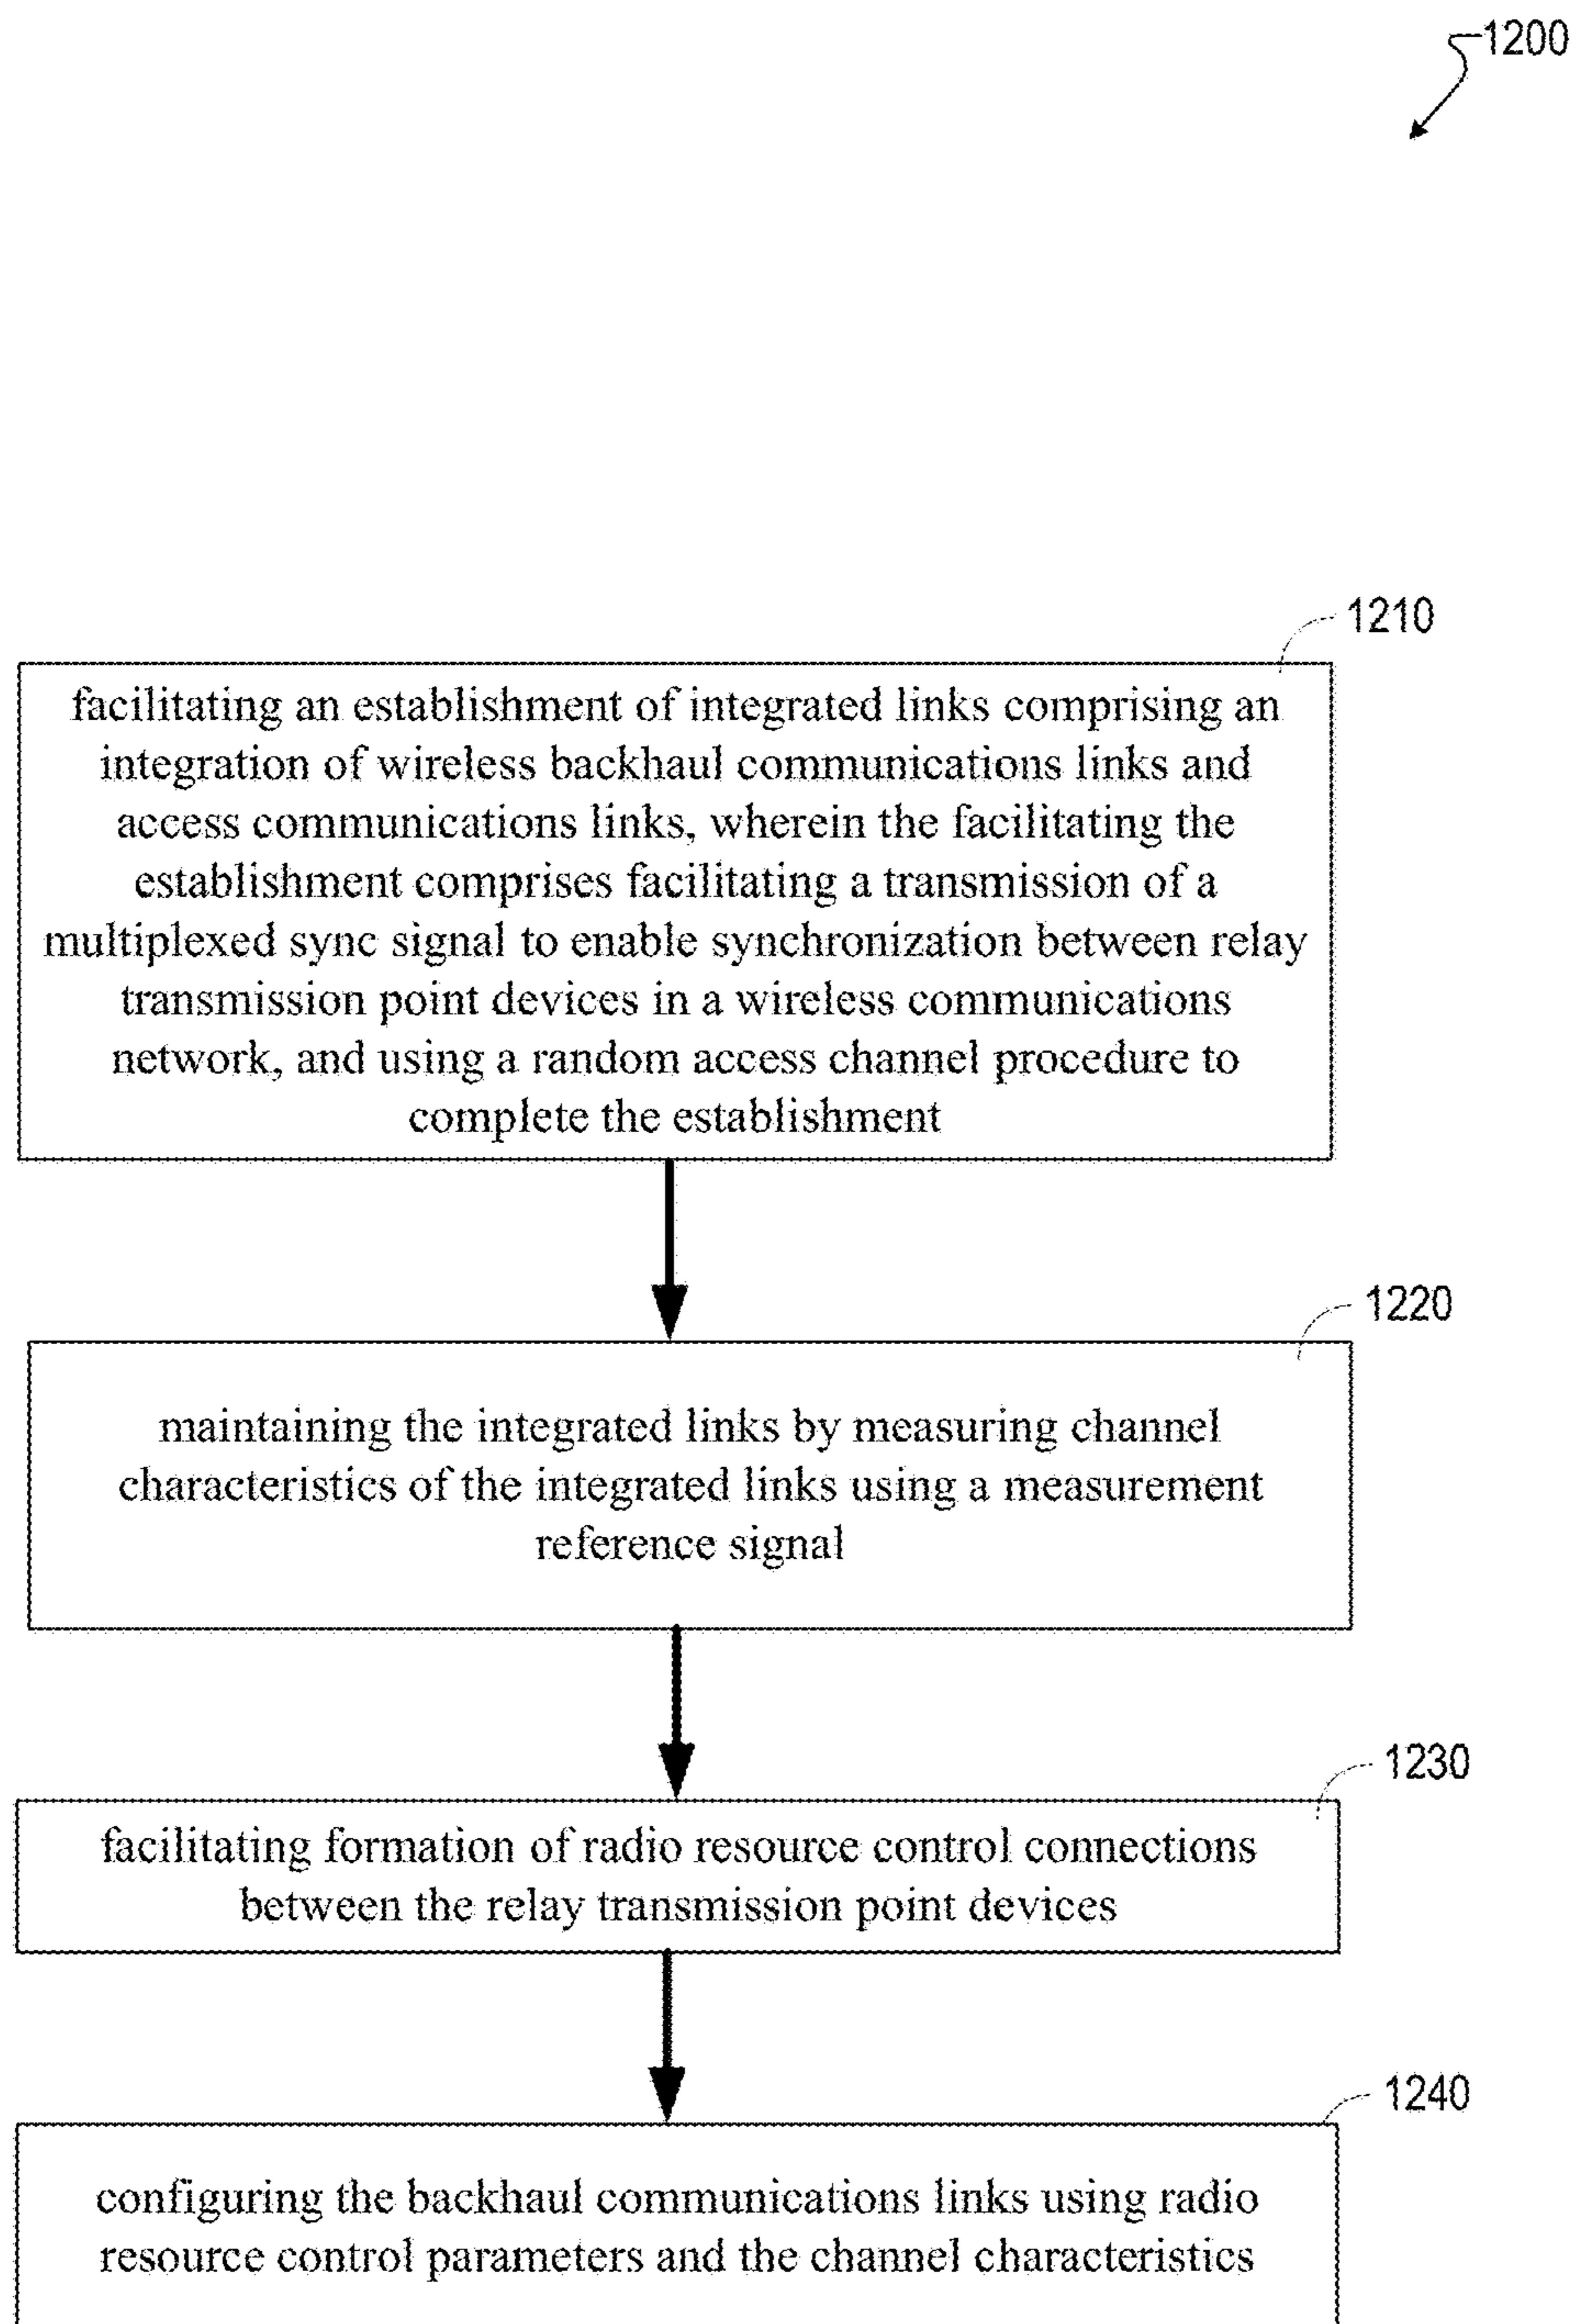 1200
1210
facilitating an establishment of integrated links comprising an
integration of wireless backhaul communications links and
access communications links, wherein the facilitating the
establishment comprises facilitating a transmission of a
multiplexed sync signal to enable synchronization between relay
transmission point devices in a wireless communications
network, and using a random access channel procedure to
complete the establishment
1220
maintaining the integrated links by measuring channel
characteristics of the integrated links using a measurement
reference signal
1230
facilitating formation of radio resource control connections
between the relay transmission point devices
1240
configuring the backhaul communications links using radio
resource control parameters and the channel characteristics